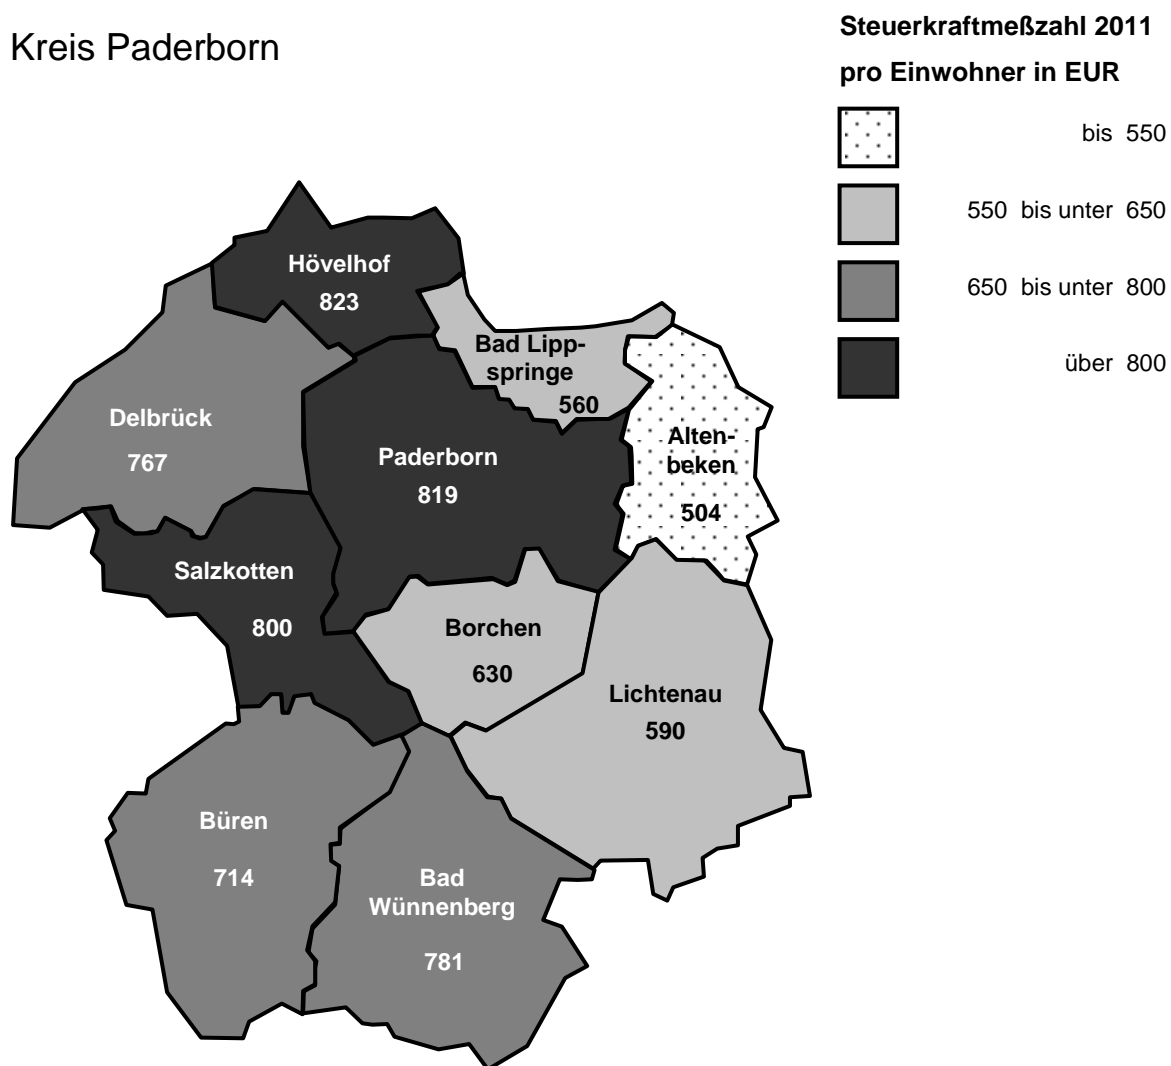 Kreis Paderborn
Steuerkraftmeßzahl 2011
pro Einwohner in EUR
bis 550
550 bis unter 650
650 bis unter 800
über 800
Hövelhof
823
Bad Lipp-
springe
560
Delbrück
767
Paderborn
819
Alten-
beken
504
Salzkotten
800
Borchen
630
Lichtenau
590
Büren
714
Bad
Wünnenberg
781